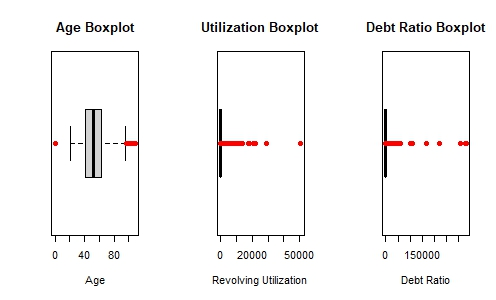 Age Boxplot
0 40 80
Age
Utilization Boxplot
0 20000 50000
Revolving Utilization
Debt Ratio Boxplot
0 150000
Debt Ratio